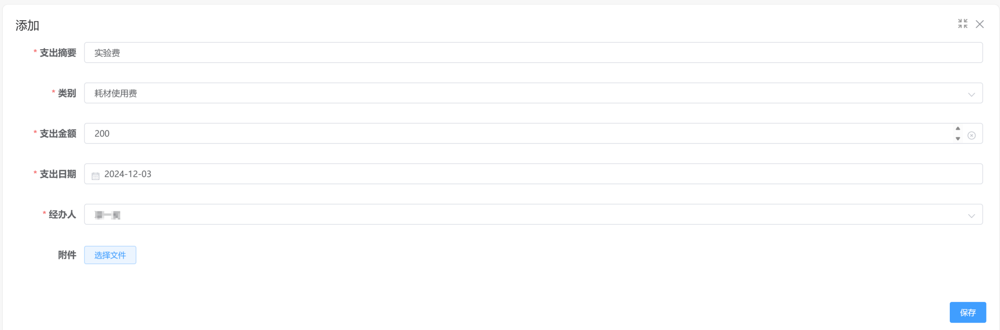 添加
* 支出摘要 实验费
* 类别 耗材使用费
* 支出金额 200
* 支出日期 2024-12-03
* 经办人
附件 选择文件
保存